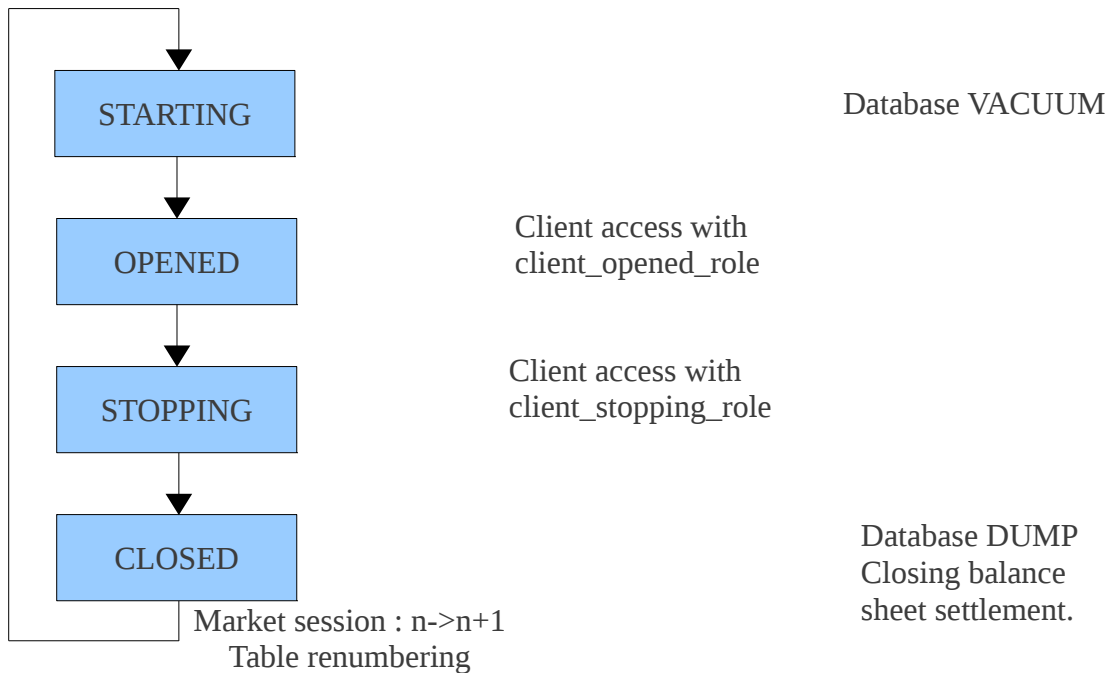 STARTING
Database VACUUM
OPENED
Client access with
client_opened_role
STOPPING
Client access with
client_stopping_role
CLOSED
Database DUMP
Closing balance
sheet settlement.
Market session : n->n+1
Table renumbering